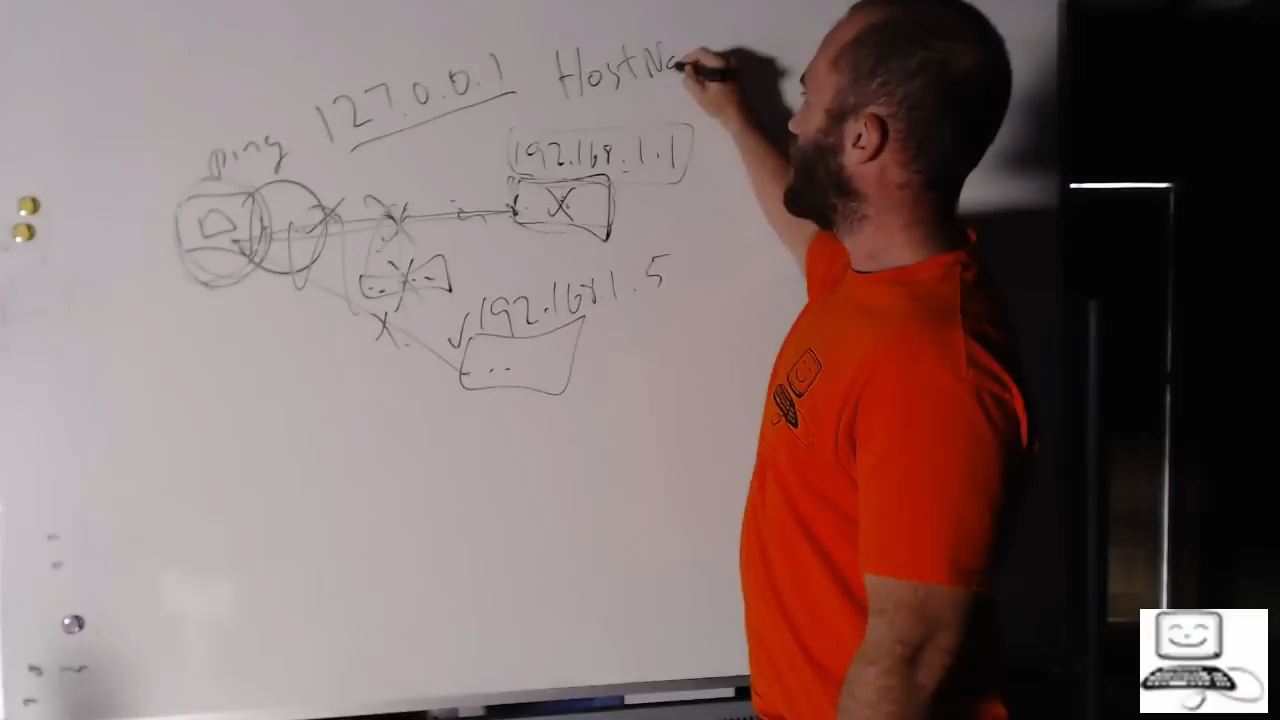 127.0.0.1 HostNa
ping
192.168.1.1
X
X
X
192.168.1.5